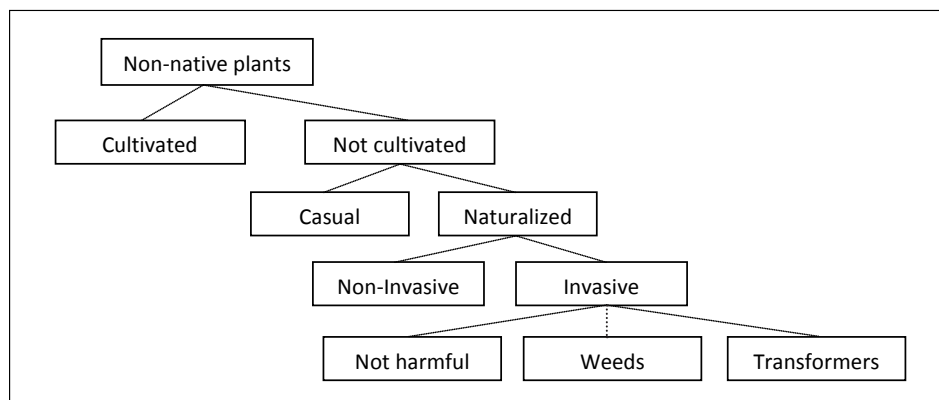 Non-native plants
Cultivated
Not cultivated
Casual
Naturalized
Non-Invasive
Invasive
Not harmful
Weeds
Transformers